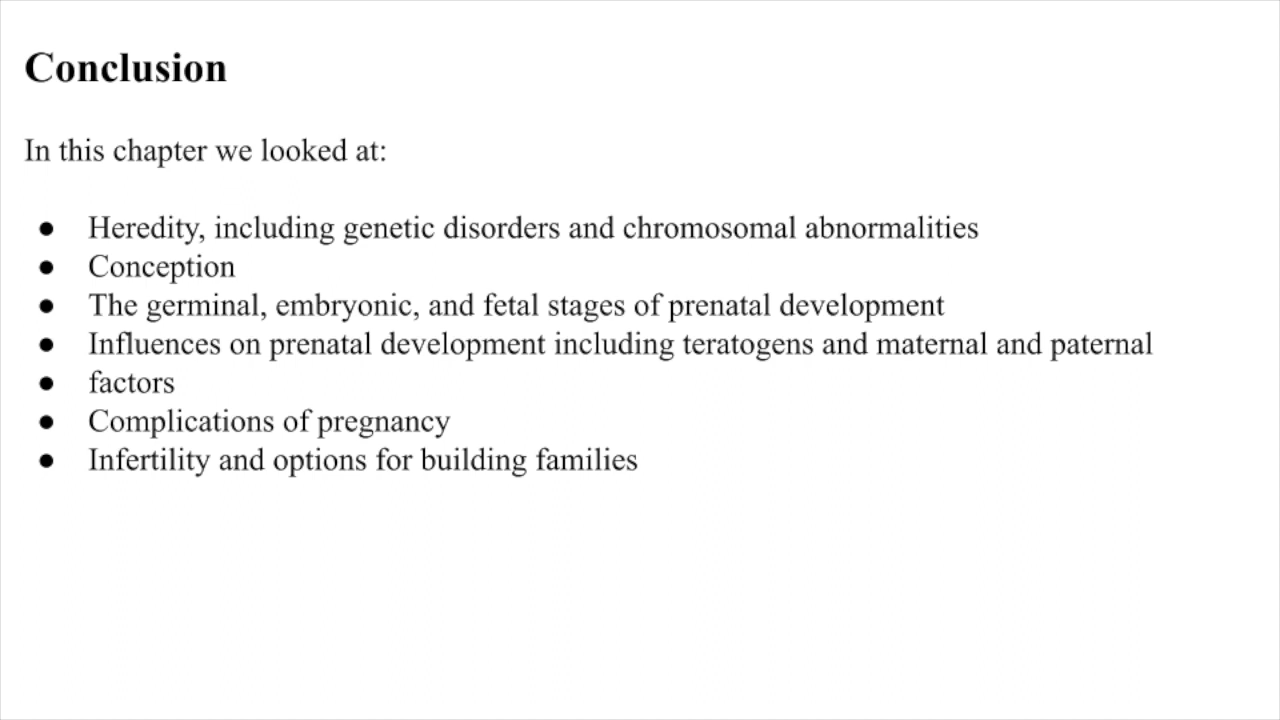 Conclusion
In this chapter we looked at:
● Heredity, including genetic disorders and chromosomal abnormalities
● Conception
● The germinal, embryonic, and fetal stages of prenatal development
● Influences on prenatal development including teratogens and maternal and paternal
● factors
● Complications of pregnancy
● Infertility and options for building families